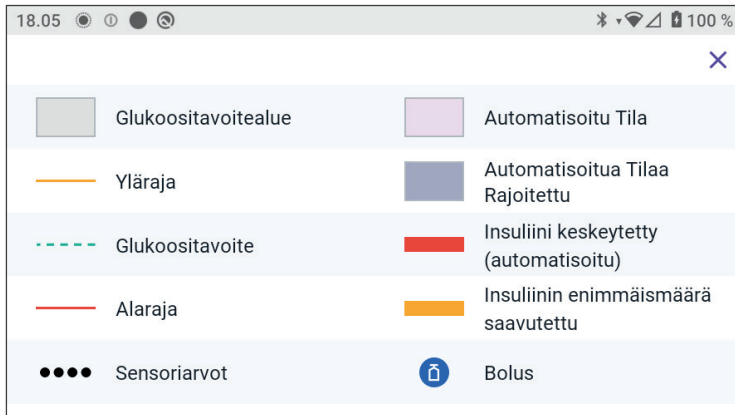 18.05
100 %
Glukoositavoitealue
Automatisoitu Tila
Yläraja
Automatisoitua Tilaa
Rajoitettu
Glukoositavoite
Insuliini keskeytetty
(automatisoitu)
Alaraja
Insuliinin enimmäismäärä
saavutettu
Sensoriarvot
Bolus